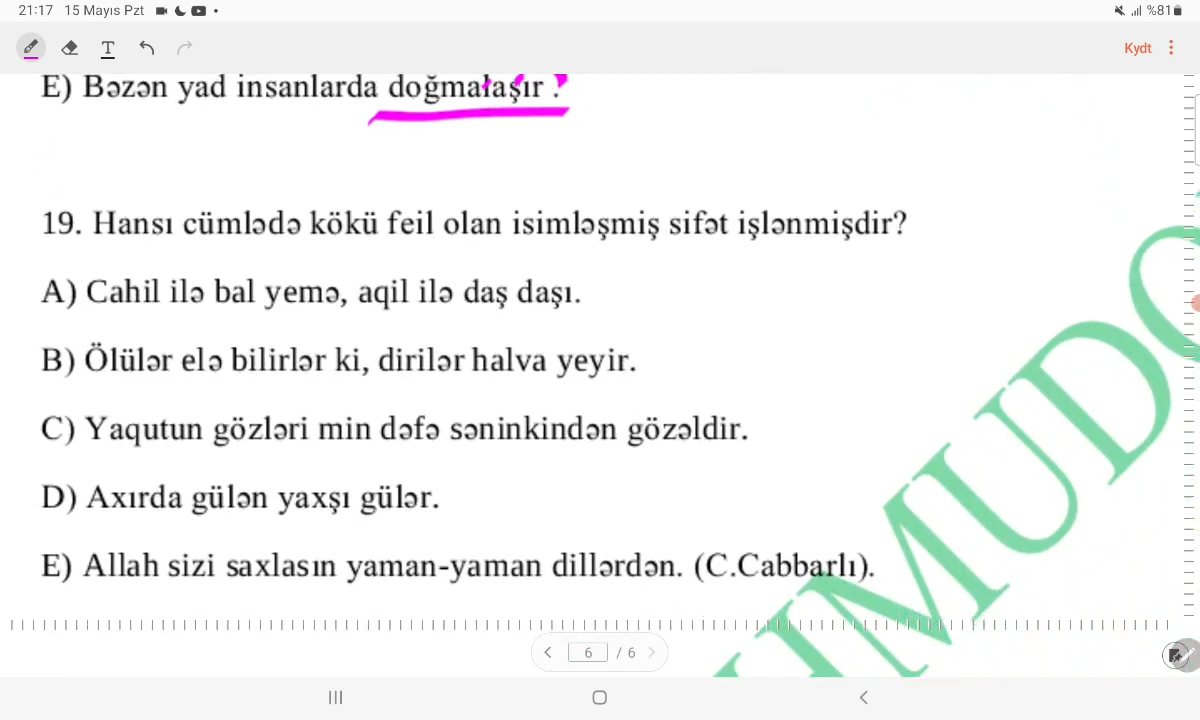 21:17 15 Mayıs Pzt
%81
T
Kydt
E) Bəzən yad insanlarda doğmalaşır .
19. Hansı cümlədə kökü feil olan isimləşmiş sifət işlənmişdir?
A) Cahil ilə bal yemə, aqil ilə daş daşı.
B) Ölülər elə bilirlər ki, dirilər halva yeyir.
C) Yaqutun gözləri min dəfə səninkindən gözəldir.
D) Axırda gülən yaxşı gülər.
E) Allah sizi saxlasın yaman-yaman dillərdən. (C.Cabbarlı).
6 / 6